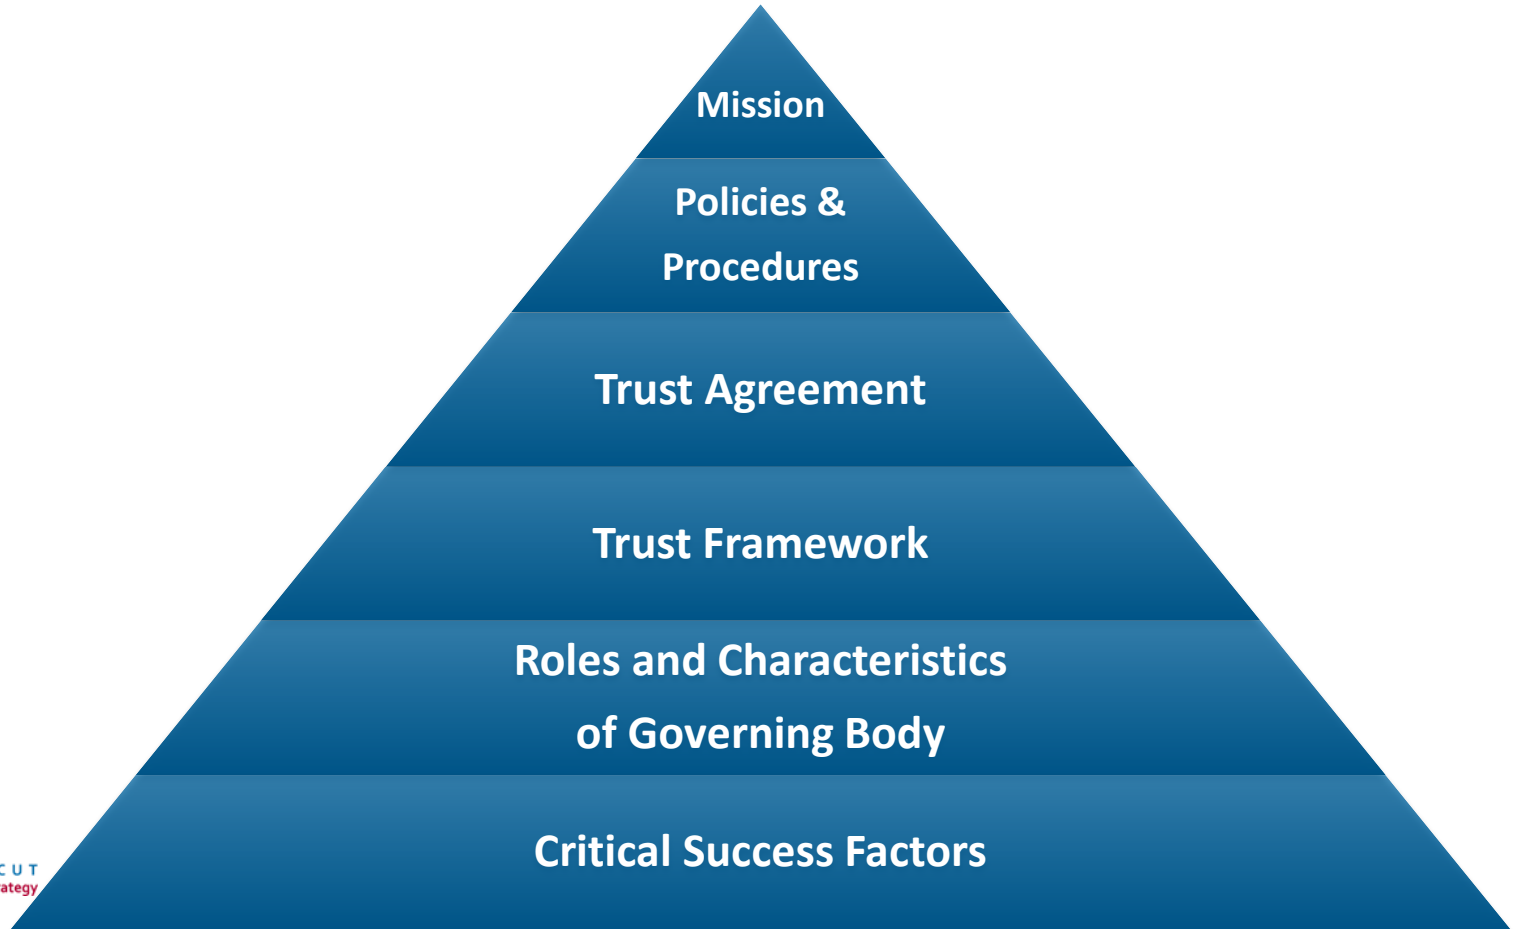 Mission
Policies &
Procedures
Trust Agreement
Trust Framework
Roles and Characteristics
of Governing Body
Critical Success Factors